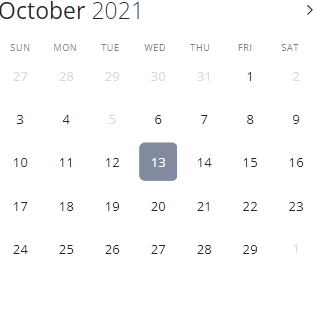 October 2021
SUN MON TUE WED THU FRI SAT
27 28 29 30 31 1 2
3 4 5 6 7 8 9
10 11 12 13 14 15 16
17 18 19 20 21 22 23
24 25 26 27 28 29 1